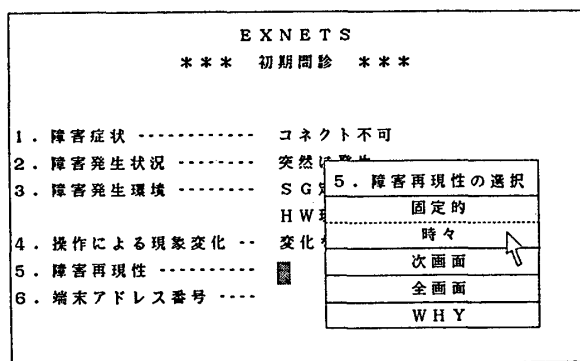 EXNETS
*** 初期問診 ***
1.障害症状 ------------ コネクト不可
2.障害発生状況 --------- 突然に発生
3.障害発生環境 --------- SG
HW
4.操作による現象変化 -- 変化
5.障害再現性 ----------
6.端末アドレス番号 ----
5.障害再現性の選択
固定的
時々
次画面
全画面
WHY